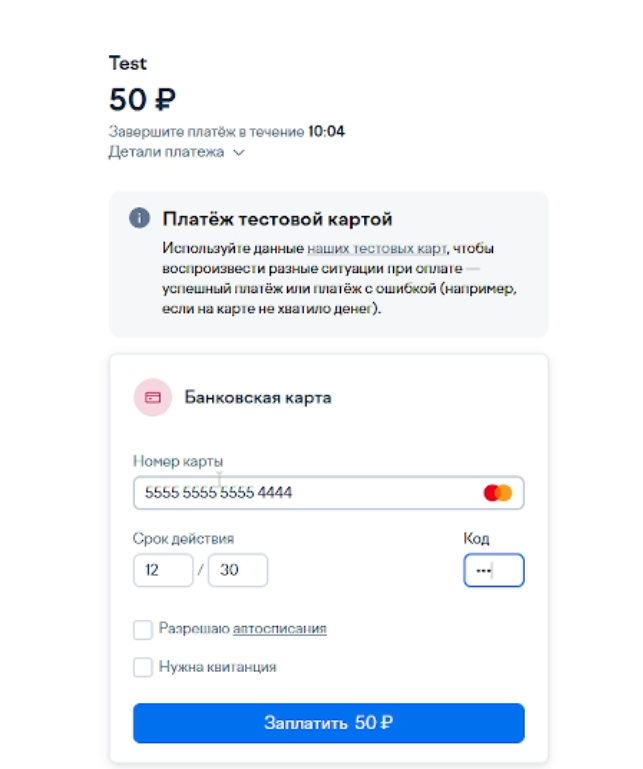 Test
50 ₽
Завершите платёж в течение 10:04
Детали платежа
Платёж тестовой картой
Используйте данные наших тестовых карт, чтобы
воспроизвести разные ситуации при оплате —
успешный платёж или платёж с ошибкой (например,
если на карте не хватило денег).
Банковская карта
Номер карты
5555 5555 5555 4444
Срок действия
Код
12 / 30
•••
Разрешаю автосписания
Нужна квитанция
Заплатить 50 ₽